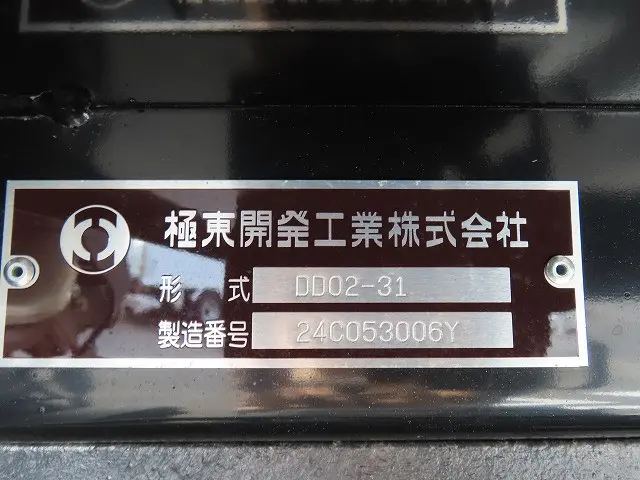 極東開発工業株式会社
形 式 DD02-31
製造番号 24C053006Y